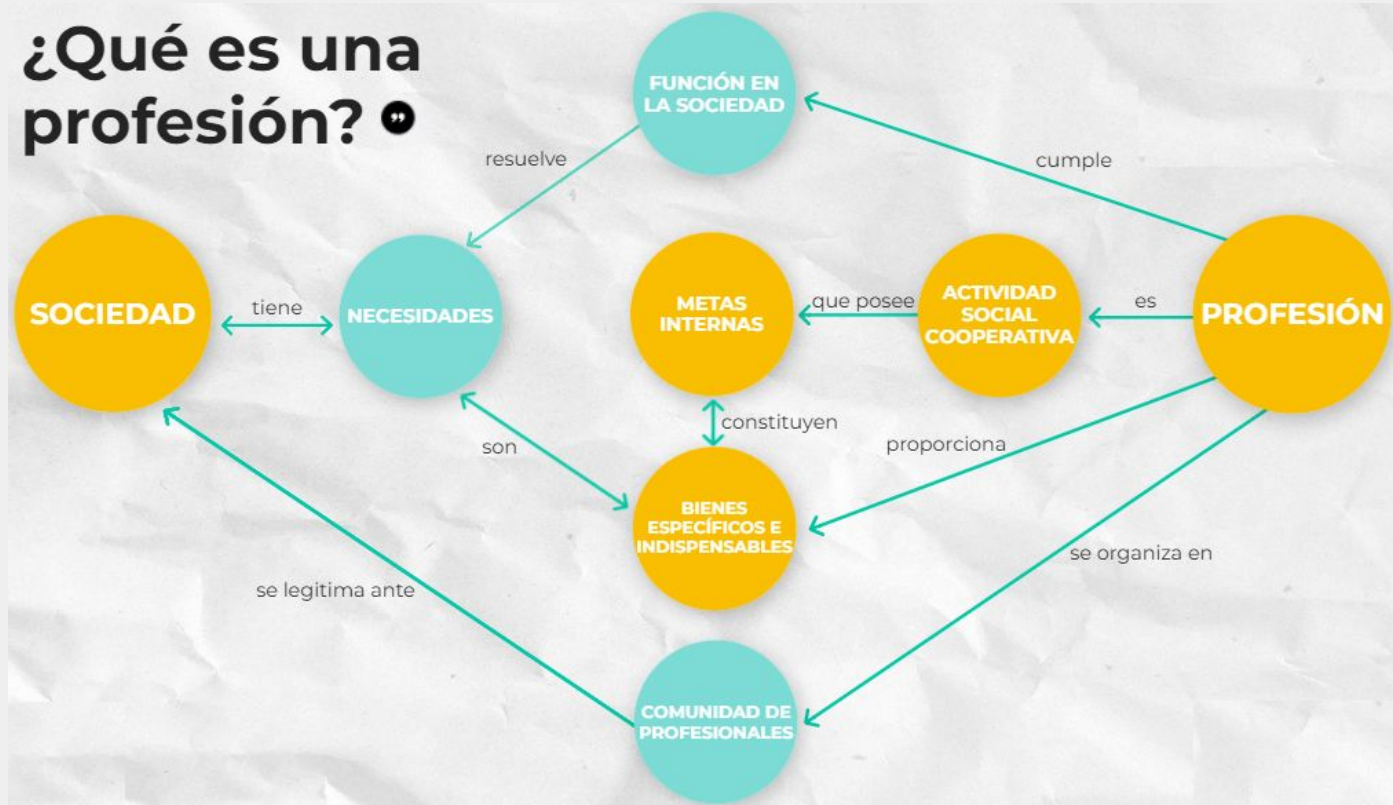 ¿Qué es una
profesión? ”
FUNCIÓN EN
LA SOCIEDAD
resuelve
cumple
SOCIEDAD
tiene
NECESIDADES
METAS
INTERNAS
que posee
ACTIVIDAD
SOCIAL
COOPERATIVA
es
PROFESIÓN
constituyen
son
proporciona
BIENES
ESPECÍFICOS E
INDISPENSABLES
se organiza en
se legitima ante
COMUNIDAD DE
PROFESIONALES